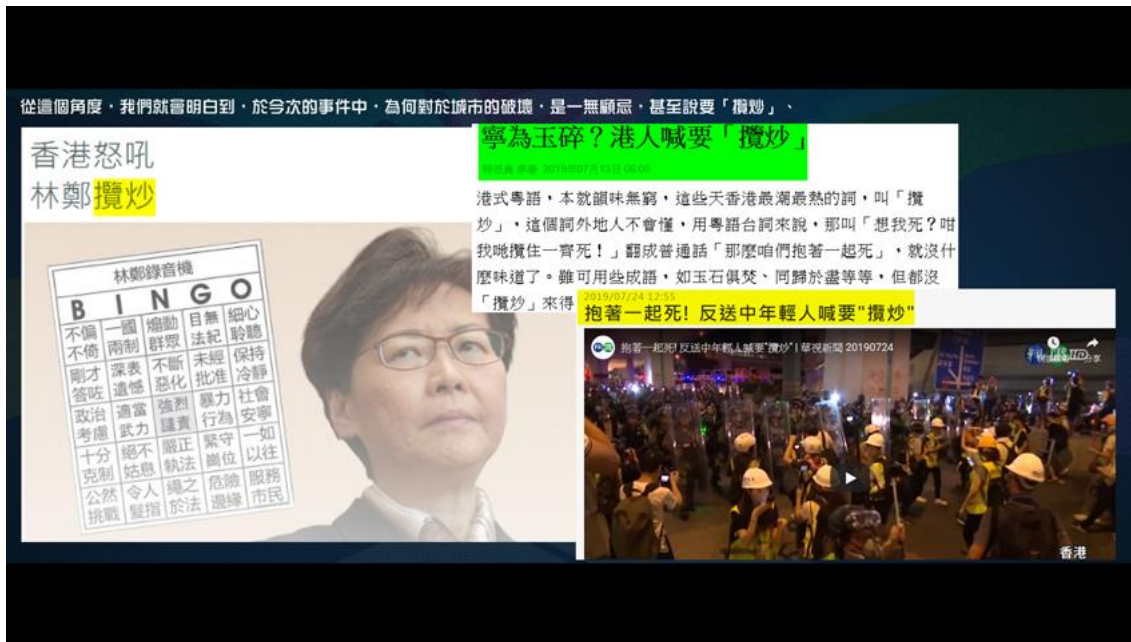 從這個角度，我們就會明白到，於今次的事件中，為何對於城市的破壞，是一無顧忌，甚至說要「攬炒」、
香港怒吼
林鄭攬炒
林鄭錄音機
B I N G O
不偏不倚 一國兩制 煽動群眾 目無法紀 細心聆聽
剛才答咗 深表遺憾 不斷惡化 未經批准 保持冷靜
政治考慮 適當武力 強烈譴責 暴力行為 社會安寧
十分克制 絕不姑息 嚴正執法 緊守崗位 一如以往
公然挑戰 令人髮指 繩之於法 危險邊緣 服務市民
寧為玉碎？港人喊要「攬炒」
2019年07月13日 06:00
港式粵語，本就韻味無窮，這些天香港最潮最熱的詞，叫「攬
炒」，這個詞外地人不會懂，用粵語台詞來說，那叫「想我死？咁
我哋攬住一齊死！」翻成普通話「那麼咱們抱著一起死」，就沒什
麼味道了。雖可用些成語，如玉石俱焚、同歸於盡等等，但都沒
「攬炒」來得
2019/07/24 12:55
抱著一起死! 反送中年輕人喊要"攬炒"
抱著一起死!反送中年輕人喊要"攬炒" | 華視新聞 20190724
香港